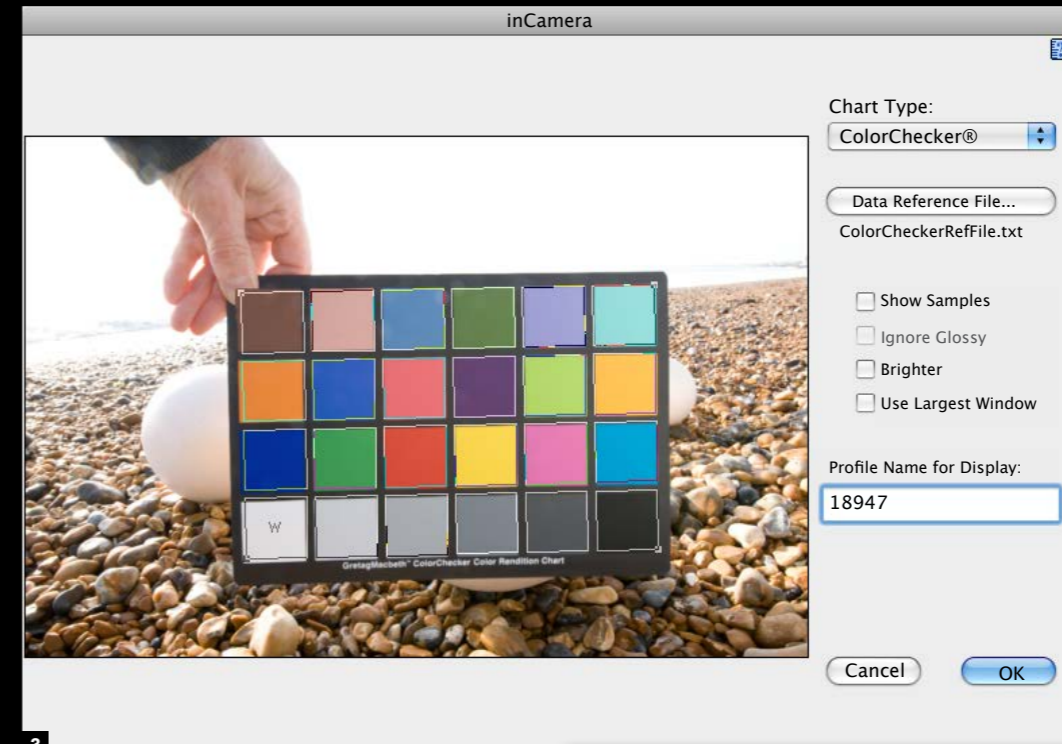 inCamera
Chart Type:
ColorChecker®
Data Reference File...
ColorCheckerRefFile.txt
Show Samples
Ignore Glossy
Brighter
Use Largest Window
Profile Name for Display:
18947
W
GretagMacbeth™ ColorChecker Color Rendition Chart
Cancel
OK
3